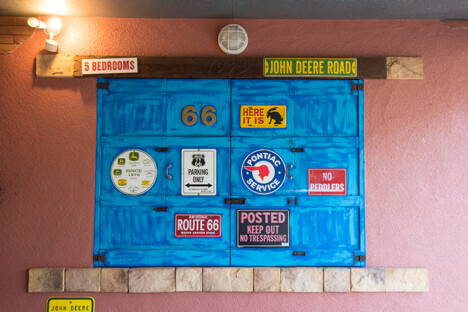 5 BEDROOMS
JOHN DEERE ROAD
66
HERE
IT IS
PARKING
ONLY
PONTIAC
SERVICE
NO
PEDDLERS
ARIZONA
ROUTE 66
POSTED
KEEP OUT
NO TRESPASSING
JOHN DEERE